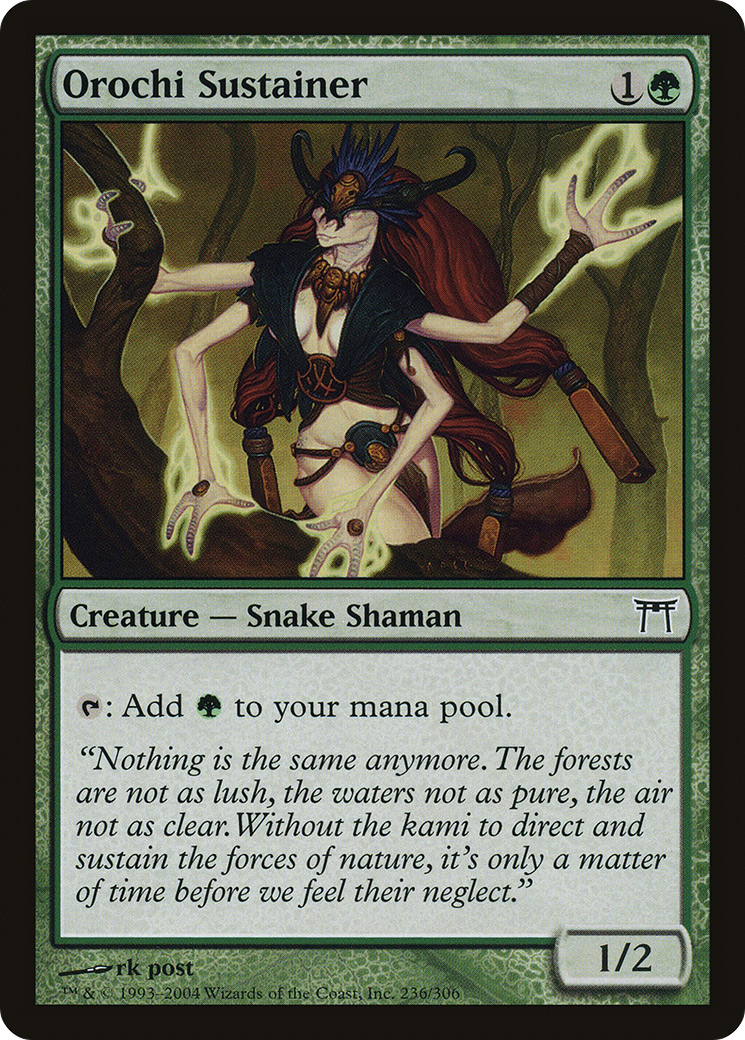 Orochi Sustainer 1
Creature — Snake Shaman
: Add to your mana pool.
“Nothing is the same anymore. The forests
are not as lush, the waters not as pure, the air
not as clear. Without the kami to direct and
sustain the forces of nature, it’s only a matter
of time before we feel their neglect.”
1/2
rk post
™ & © 1993–2004 Wizards of the Coast, Inc. 236/306